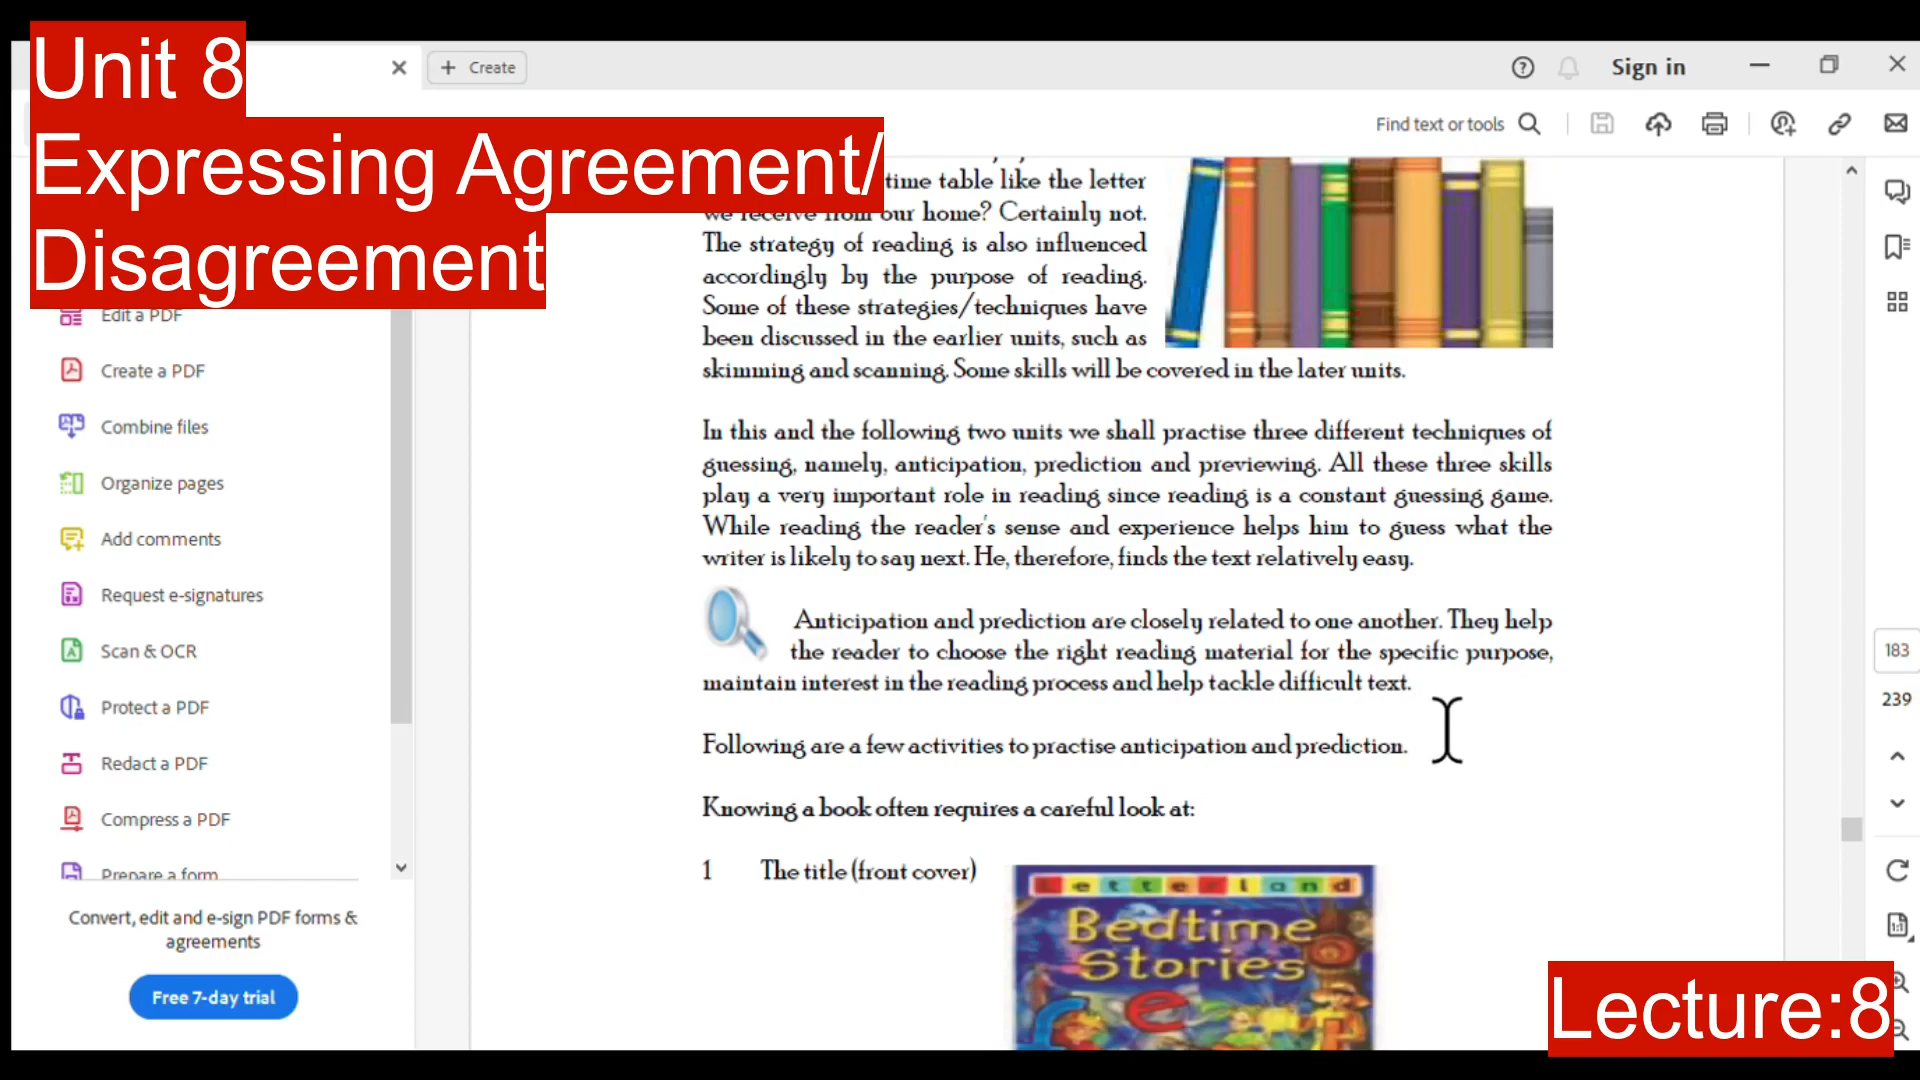 Unit 8
Expressing Agreement/
Disagreement
Create
Sign in
Find text or tools
Edit a PDF
Create a PDF
Combine files
Organize pages
Add comments
Request e-signatures
Scan & OCR
Protect a PDF
Redact a PDF
Compress a PDF
Prepare a form
Convert, edit and e-sign PDF forms &
agreements
Free 7-day trial
time table like the letter
we receive from our home? Certainly not.
The strategy of reading is also influenced
accordingly by the purpose of reading.
Some of these strategies/techniques have
been discussed in the earlier units, such as
skimming and scanning. Some skills will be covered in the later units.
In this and the following two units we shall practise three different techniques of
guessing, namely, anticipation, prediction and previewing. All these three skills
play a very important role in reading since reading is a constant guessing game.
While reading the reader's sense and experience helps him to guess what the
writer is likely to say next. He, therefore, finds the text relatively easy.
Anticipation and prediction are closely related to one another. They help
the reader to choose the right reading material for the specific purpose,
maintain interest in the reading process and help tackle difficult text.
Following are a few activities to practise anticipation and prediction.
Knowing a book often requires a careful look at:
1 The title (front cover)
Letterland
Bedtime
Stories
183
239
Lecture:8